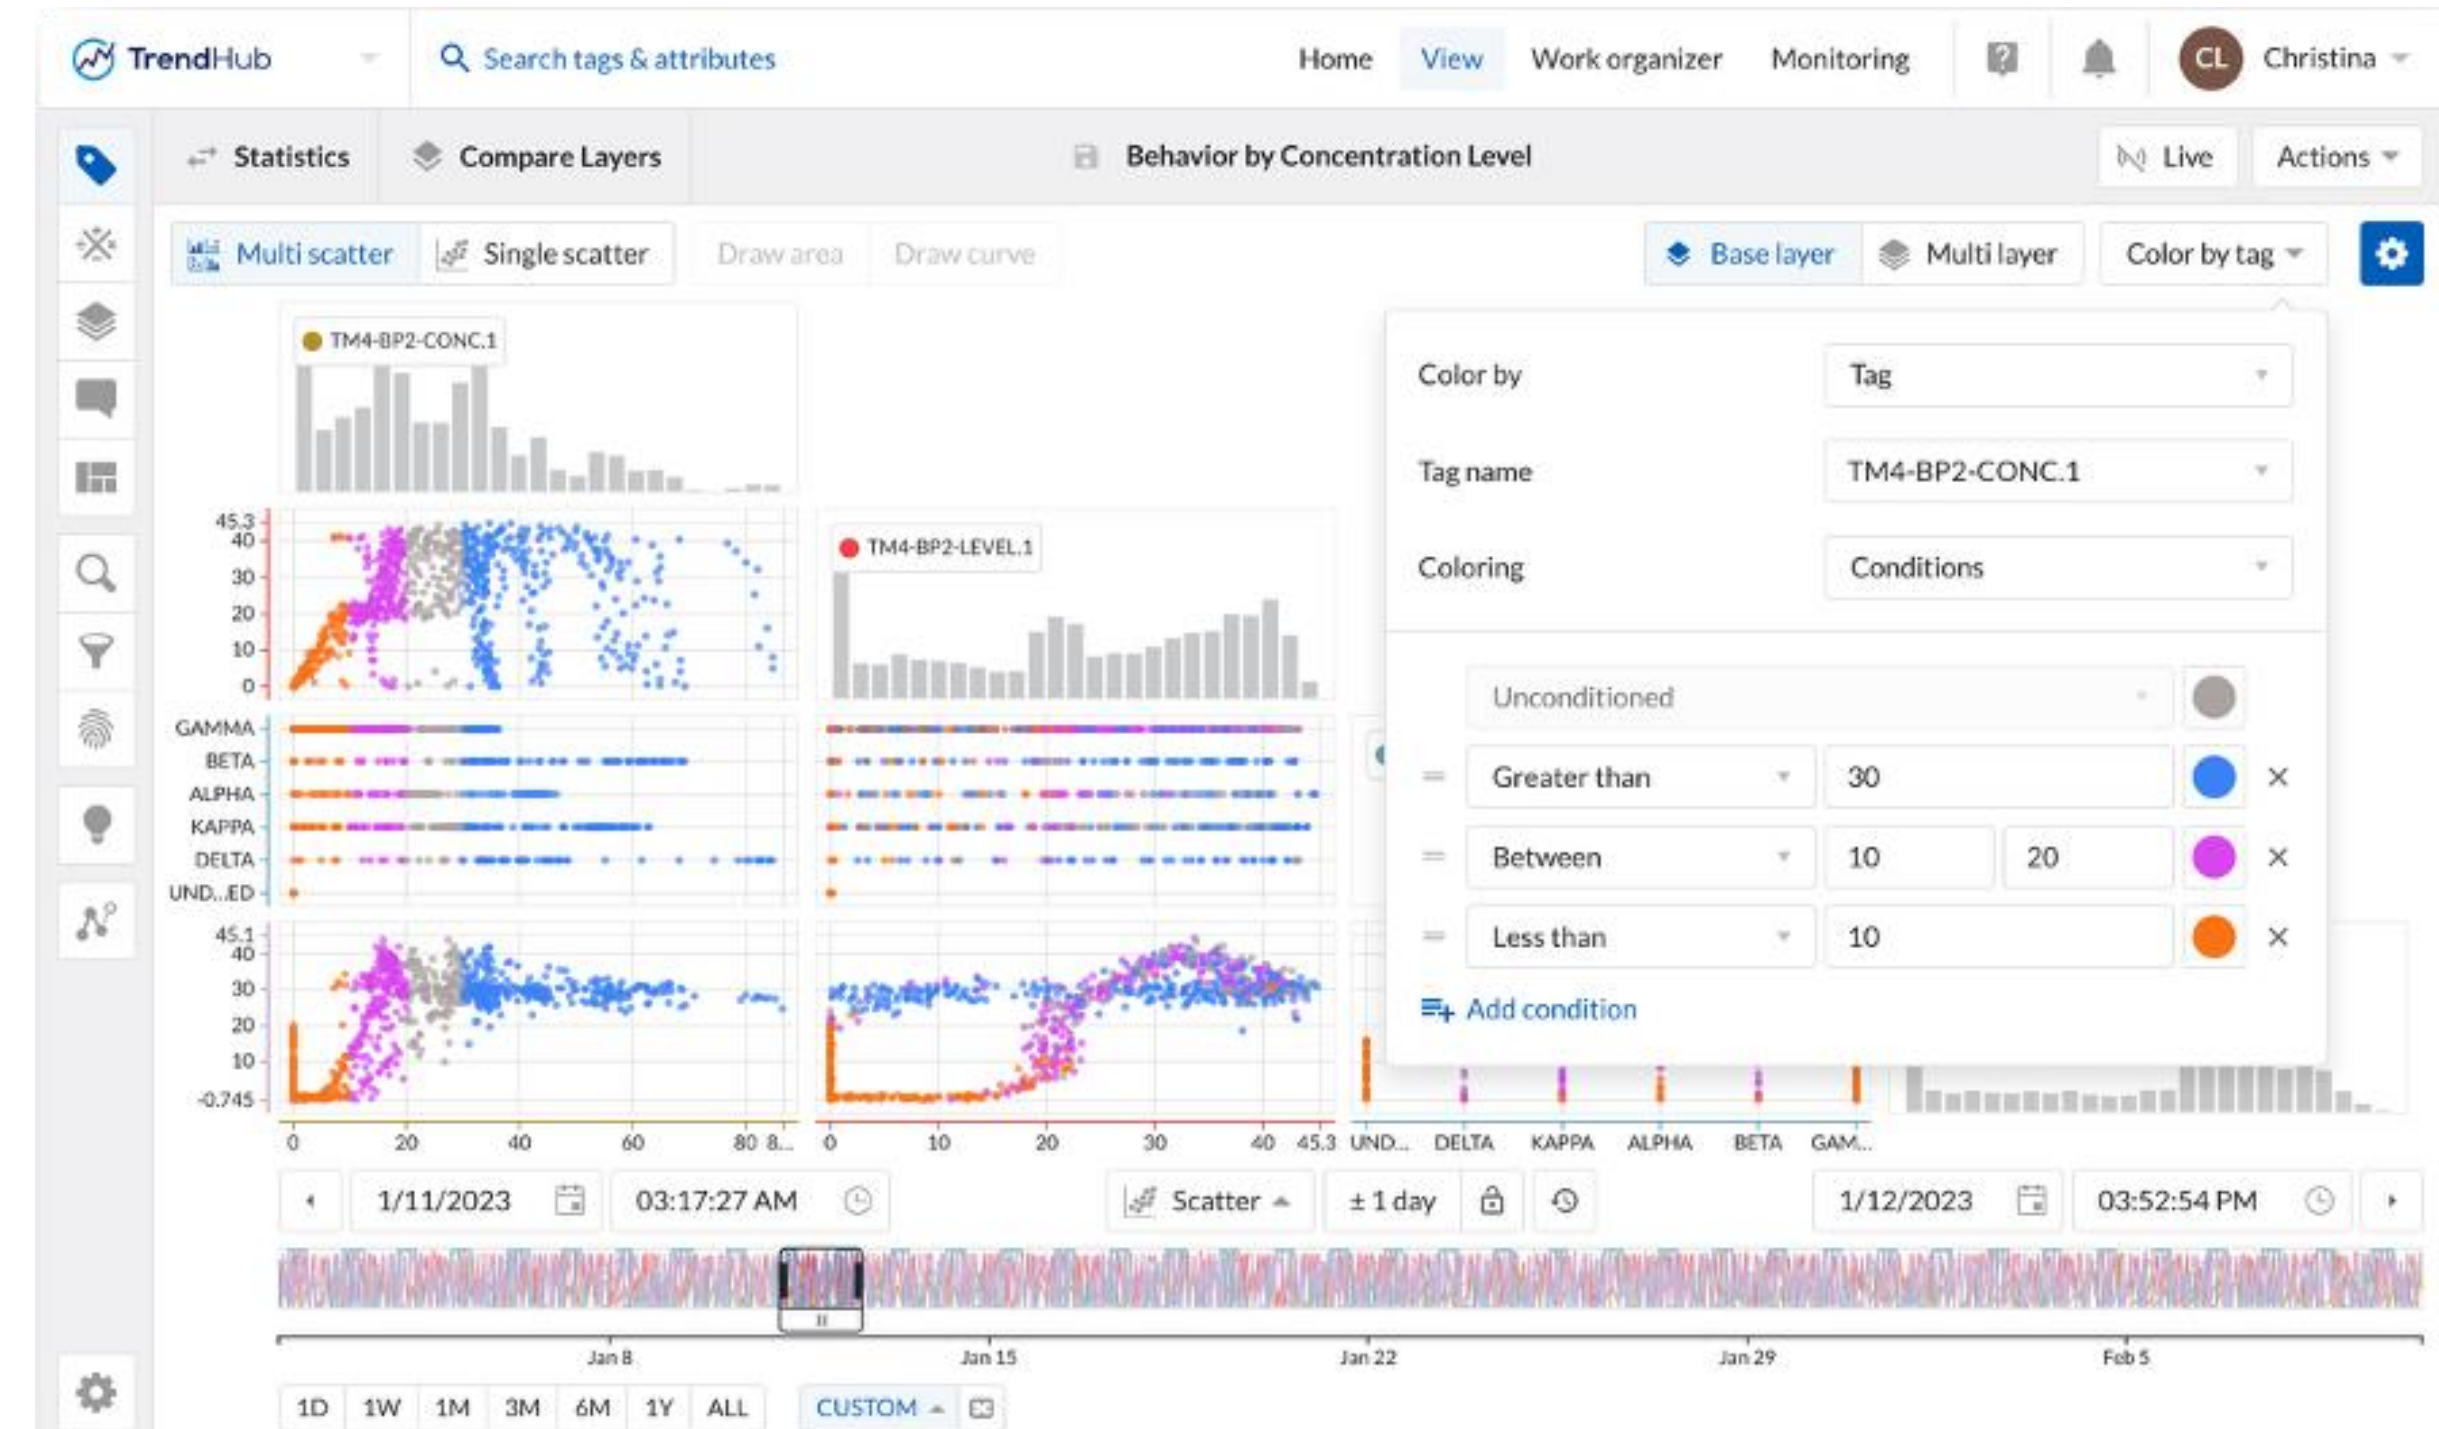 TrendHub
Search tags & attributes
Home View Work organizer Monitoring ? CL Christina
Statistics Compare Layers Behavior by Concentration Level Live Actions
Multi scatter Single scatter Draw area Draw curve Base layer Multi layer Color by tag
TM4-BP2-CONC.1
45.3
40
30
20
10
0
TM4-BP2-LEVEL.1
GAMMA
BETA
ALPHA
KAPPA
DELTA
UND...ED
45.1
40
30
20
10
-0.745
0 20 40 60 80 8...
0 10 20 30 40 45.3
UND... DELTA KAPPA ALPHA BETA GAM...
Color by Tag
Tag name TM4-BP2-CONC.1
Coloring Conditions
Unconditioned
Greater than 30
Between 10 20
Less than 10
Add condition
1/11/2023 03:17:27 AM Scatter ± 1 day 1/12/2023 03:52:54 PM
Jan 8 Jan 15 Jan 22 Jan 29 Feb 5
1D 1W 1M 3M 6M 1Y ALL CUSTOM